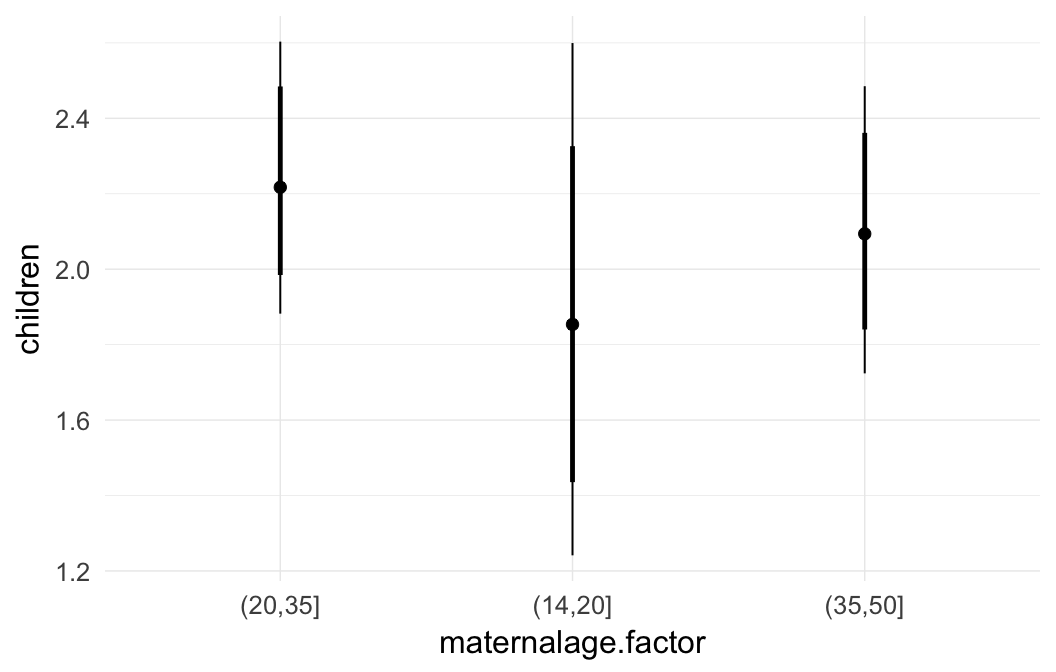 children
2.4
2.0
1.6
1.2
(20,35] (14,20] (35,50]
maternalage.factor